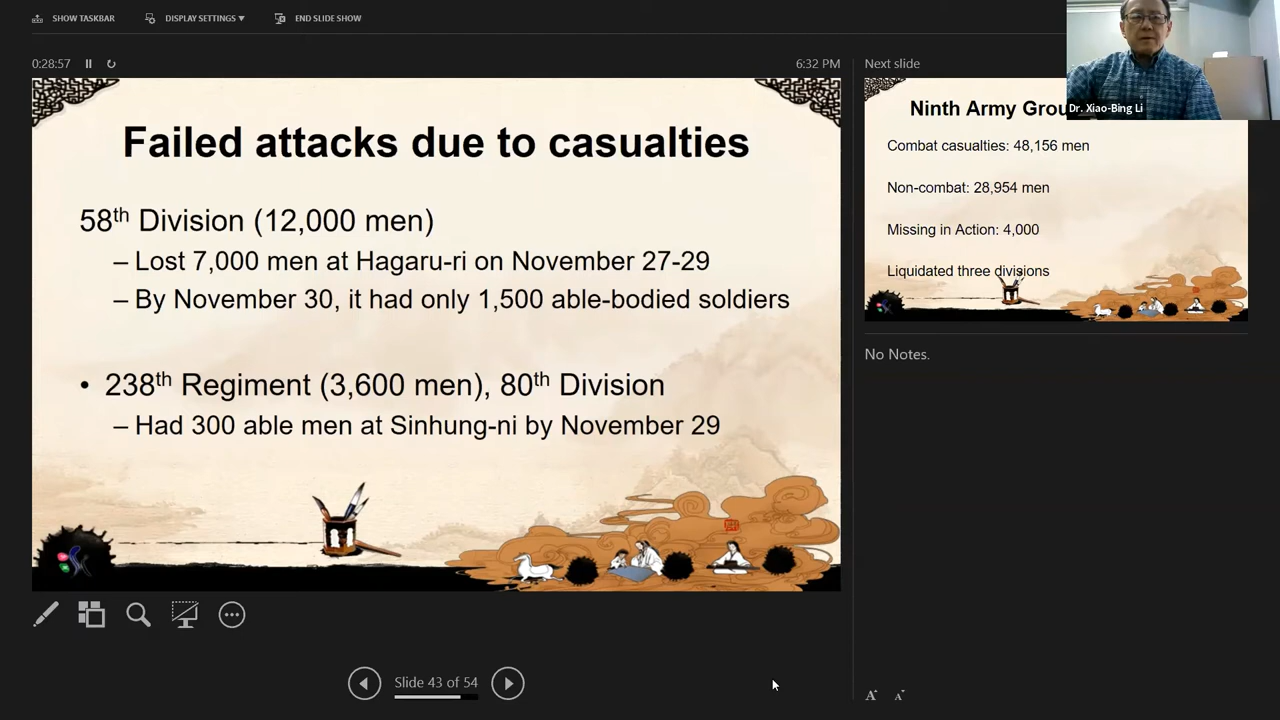 SHOW TASKBAR
DISPLAY SETTINGS
END SLIDE SHOW
0:28:57
6:32 PM
Failed attacks due to casualties
58th Division (12,000 men)
– Lost 7,000 men at Hagaru-ri on November 27-29
– By November 30, it had only 1,500 able-bodied soldiers
• 238th Regiment (3,600 men), 80th Division
– Had 300 able men at Sinhung-ni by November 29
Slide 43 of 54
Next slide
Dr. Xiao-Bing Li
Ninth Army
Combat casualties: 48,156 men
Non-combat: 28,954 men
Missing in Action: 4,000
Liquidated three divisions
No Notes.
A A